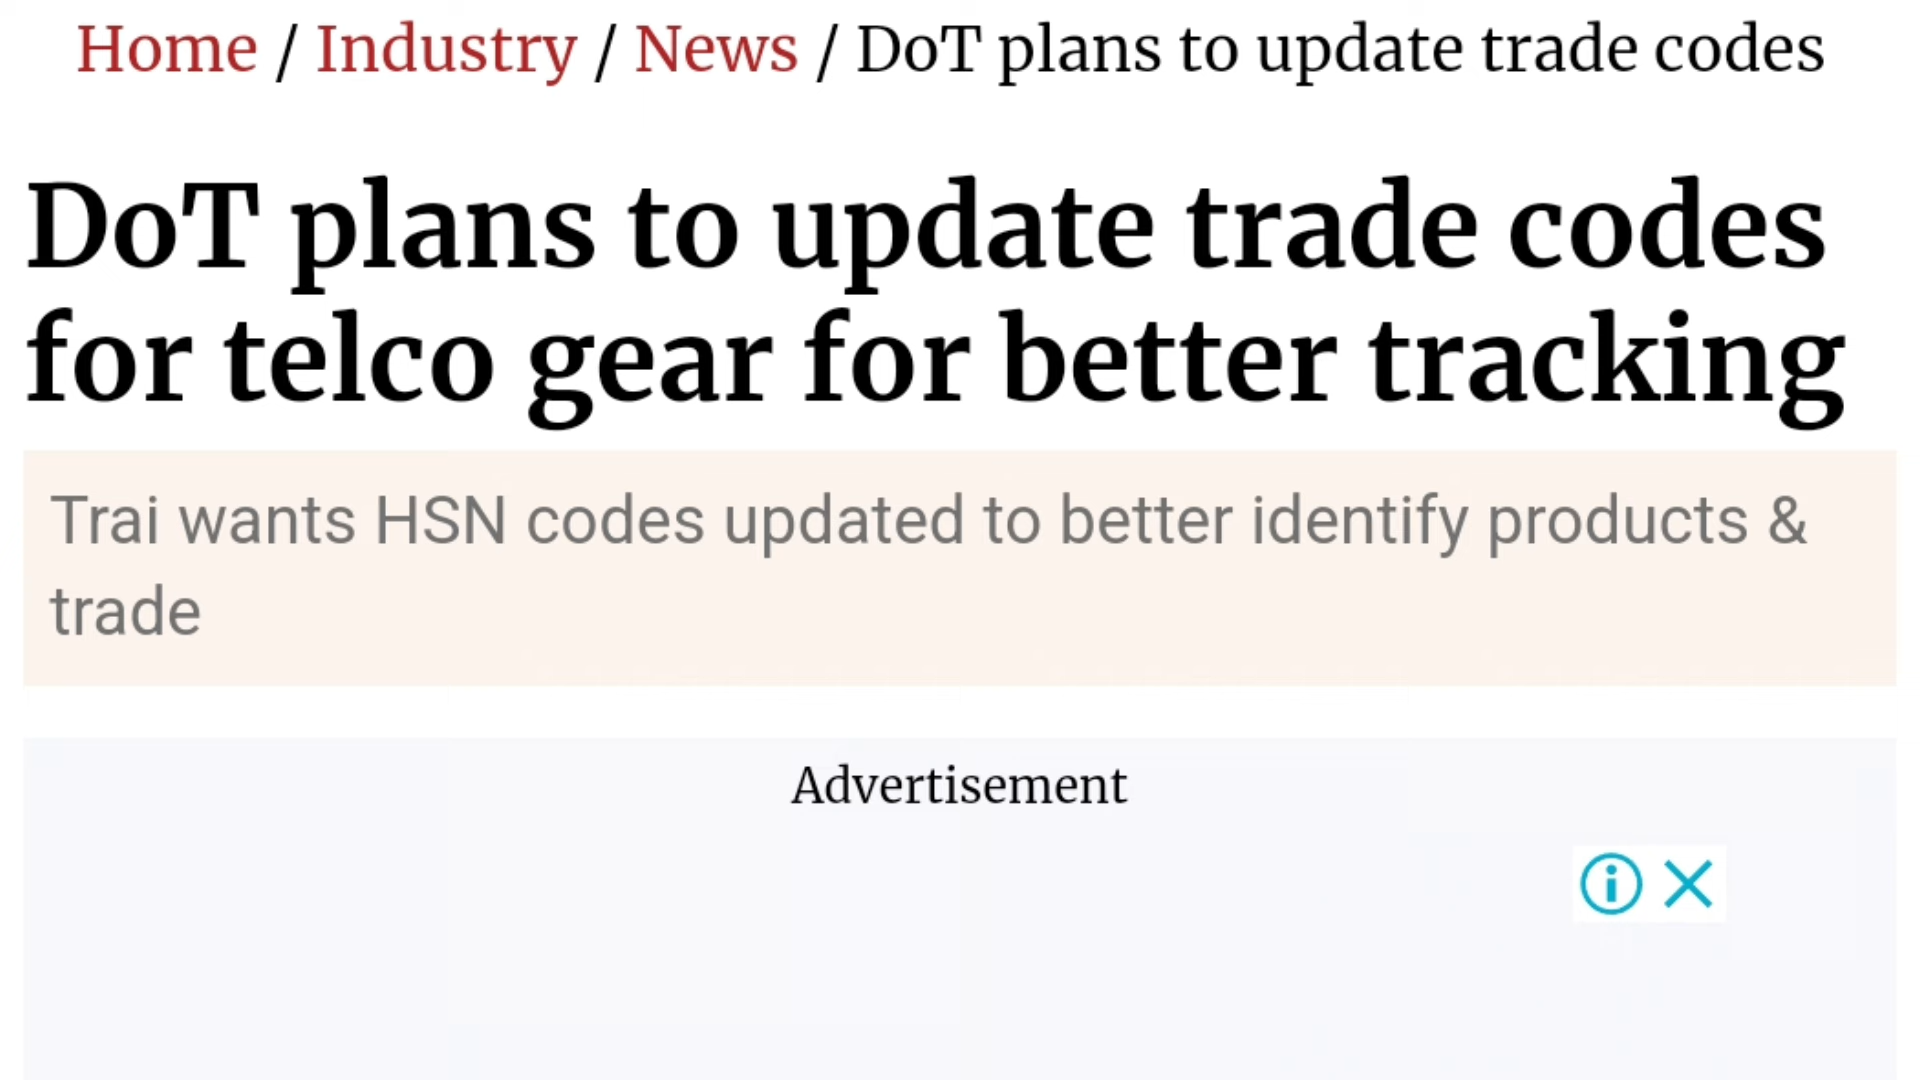 Home / Industry / News / DoT plans to update trade codes
DoT plans to update trade codes
for telco gear for better tracking
Trai wants HSN codes updated to better identify products &
trade
Advertisement